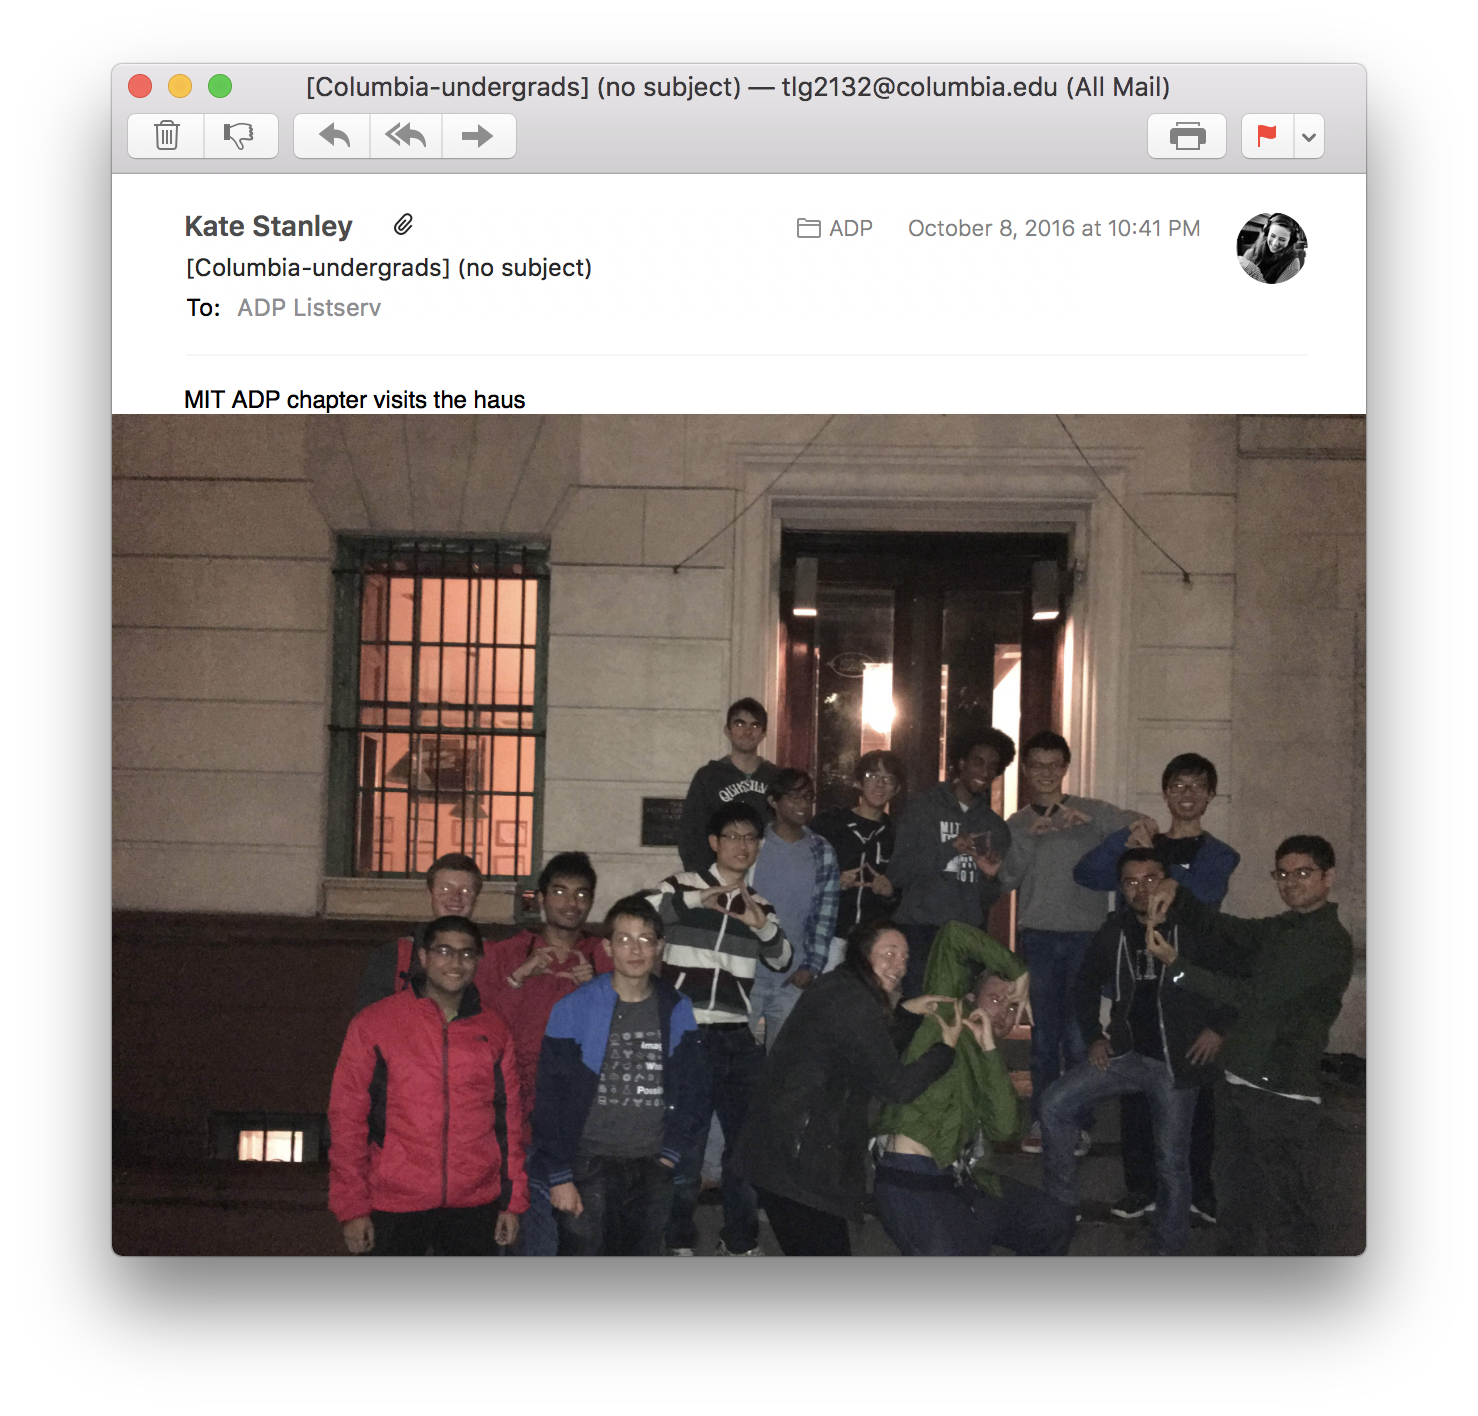 [Columbia-undergrads] (no subject) — tlg2132@columbia.edu (All Mail)
Kate Stanley
ADP
October 8, 2016 at 10:41 PM
[Columbia-undergrads] (no subject)
To: ADP Listserv
MIT ADP chapter visits the haus
MIT